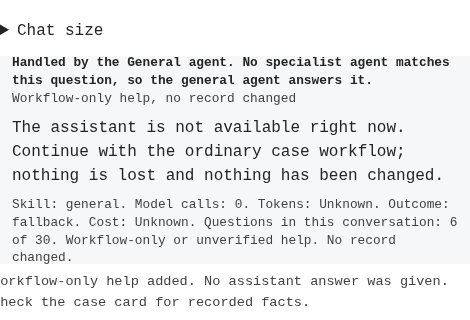 Chat size
Handled by the General agent. No specialist agent matches
this question, so the general agent answers it.
Workflow-only help, no record changed
The assistant is not available right now.
Continue with the ordinary case workflow;
nothing is lost and nothing has been changed.
Skill: general. Model calls: 0. Tokens: Unknown. Outcome:
fallback. Cost: Unknown. Questions in this conversation: 6
of 30. Workflow-only or unverified help. No record
changed.
orkflow-only help added. No assistant answer was given.
heck the case card for recorded facts.